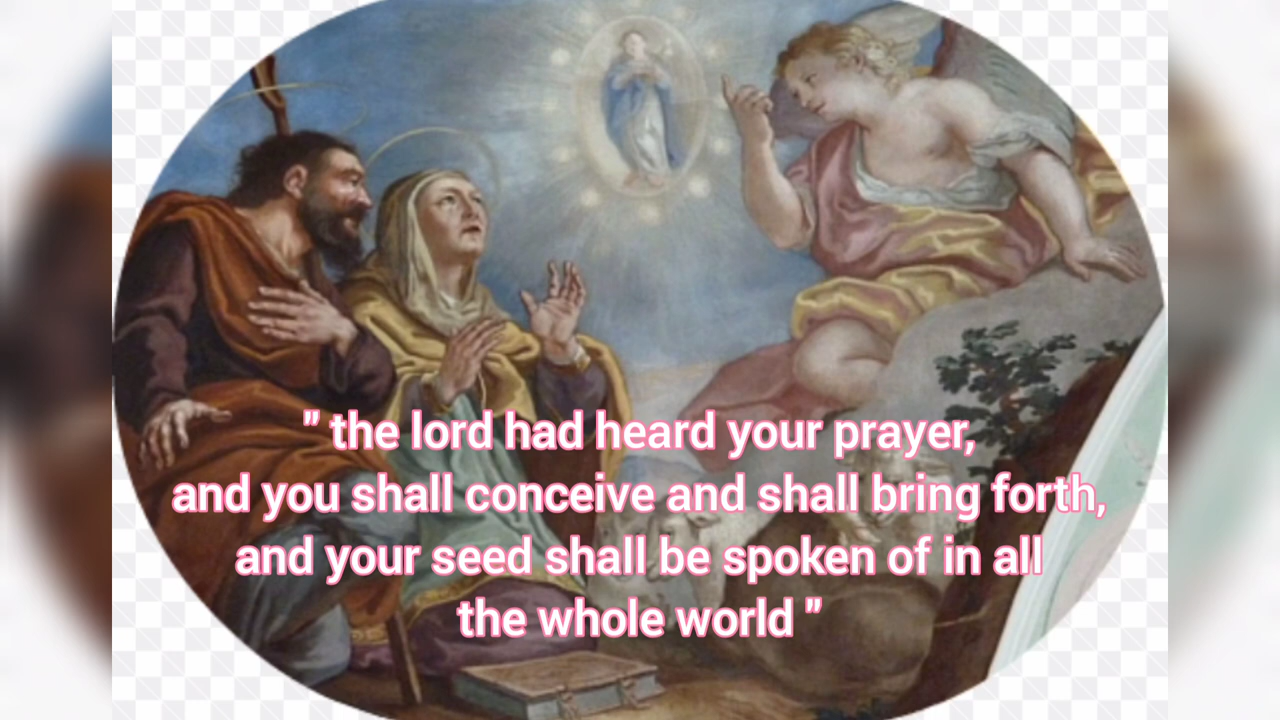 " the lord had heard your prayer,
and you shall conceive and shall bring forth,
and your seed shall be spoken of in all
the whole world "